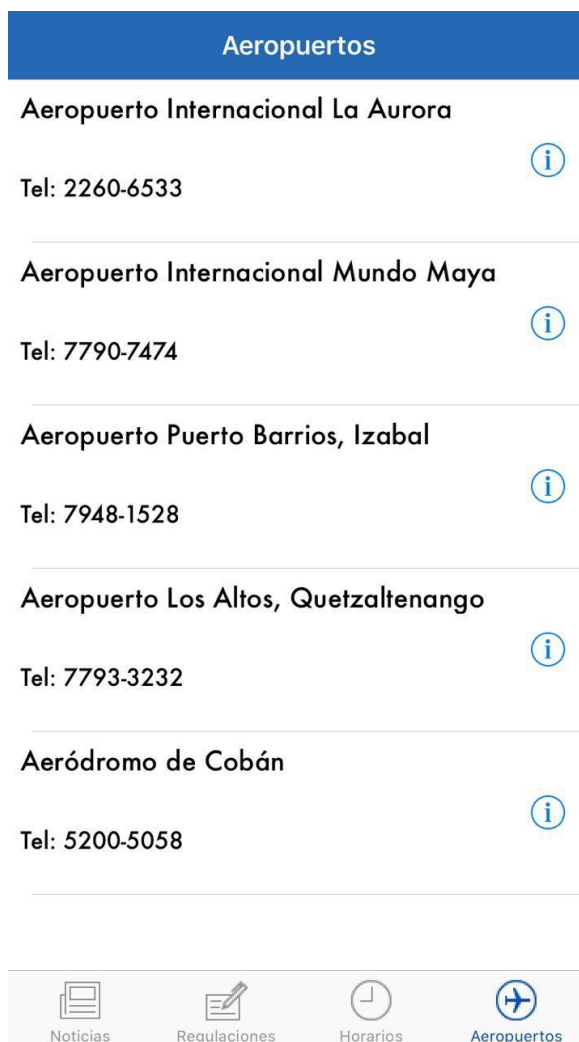 Aeropuertos
Aeropuerto Internacional La Aurora
Tel: 2260-6533
Aeropuerto Internacional Mundo Maya
Tel: 7790-7474
Aeropuerto Puerto Barrios, Izabal
Tel: 7948-1528
Aeropuerto Los Altos, Quetzaltenango
Tel: 7793-3232
Aeródromo de Cobán
Tel: 5200-5058
Noticias Regulaciones Horarios Aeropuertos